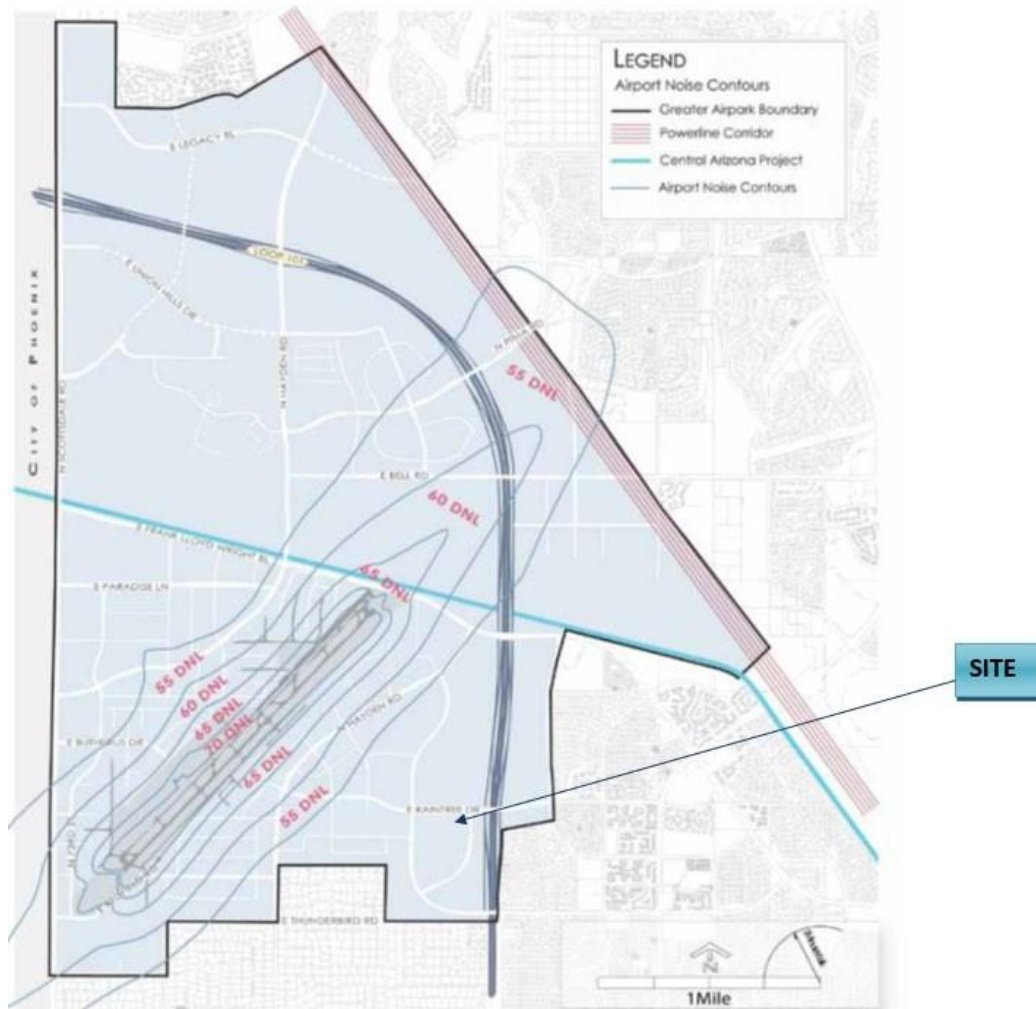 LEGEND
Airport Noise Contours
Greater Airpark Boundary
Powerline Corridor
Central Arizona Project
Airport Noise Contours
E LEGACY BL
LOOP 101
E UNION HILLS DR
CITY OF PHOENIX
N SCOTTSDALE RD
N HAYDEN RD
N PIMA RD
55 DNL
E BELL RD
60 DNL
E FRANK LLOYD WRIGHT BL
65 DNL
E PARADISE LN
SITE
55 DNL
60 DNL
65 DNL
70 DNL
N HAYDEN RD
65 DNL
55 DNL
E RAINTREE DR
E THUNDERBIRD RD
N
1Mile